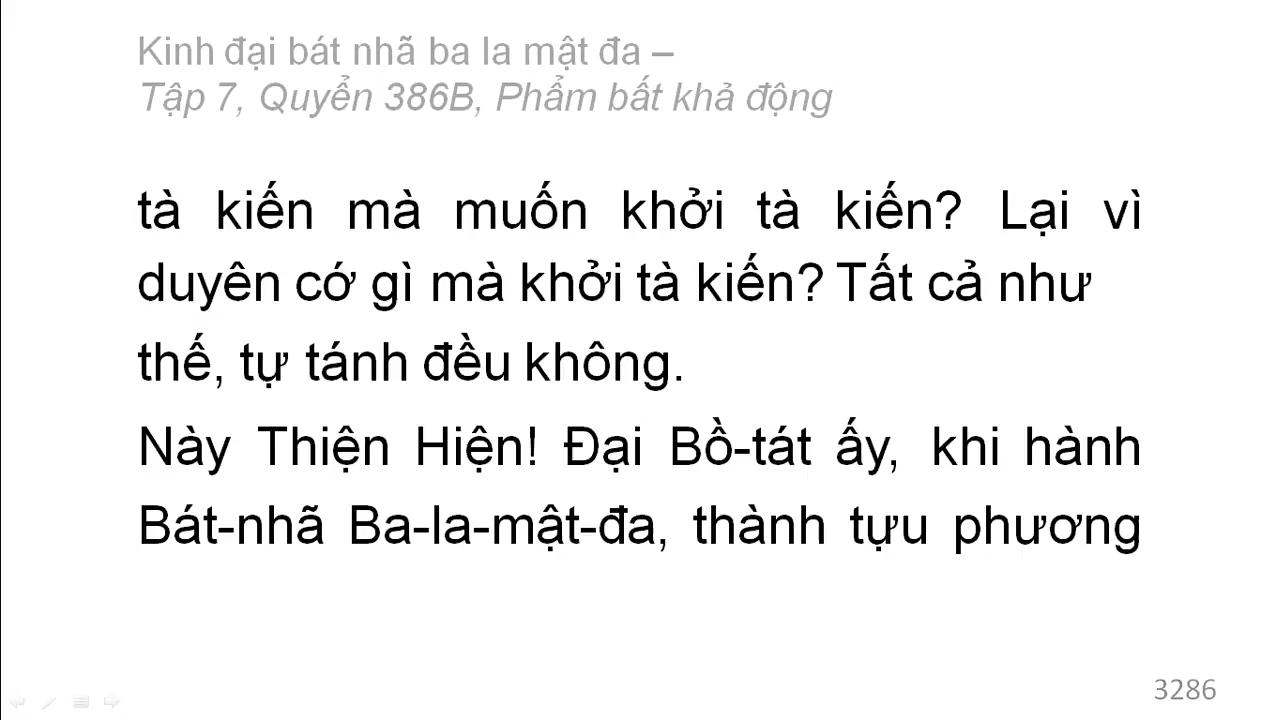 Kinh đại bát nhã ba la mật đa –
Tập 7, Quyển 386B, Phẩm bất khả động
tà kiến mà muốn khởi tà kiến? Lại vì
duyên cớ gì mà khởi tà kiến? Tất cả như
thế, tự tánh đều không.
Này Thiện Hiện! Đại Bồ-tát ấy, khi hành
Bát-nhã Ba-la-mật-đa, thành tựu phương
3286